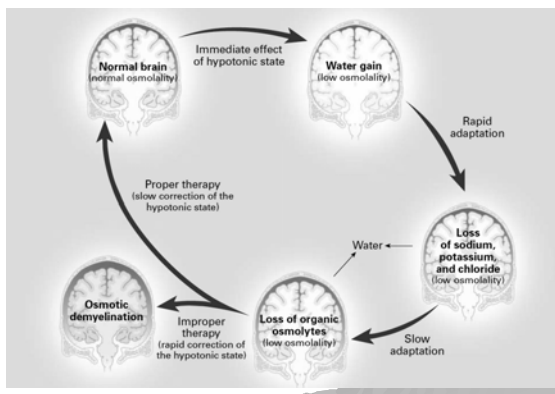 Normal brain
(normal osmolality)
Immediate effect
of hypotonic state
Water gain
(low osmolality)
Rapid
adaptation
Loss
of sodium,
potassium,
and chloride
(low osmolality)
Water
Slow
adaptation
Loss of organic
osmolytes
(low osmolality)
Proper therapy
(slow correction of the
hypotonic state)
Improper
therapy
(rapid correction of
the hypotonic state)
Osmotic
demyelination